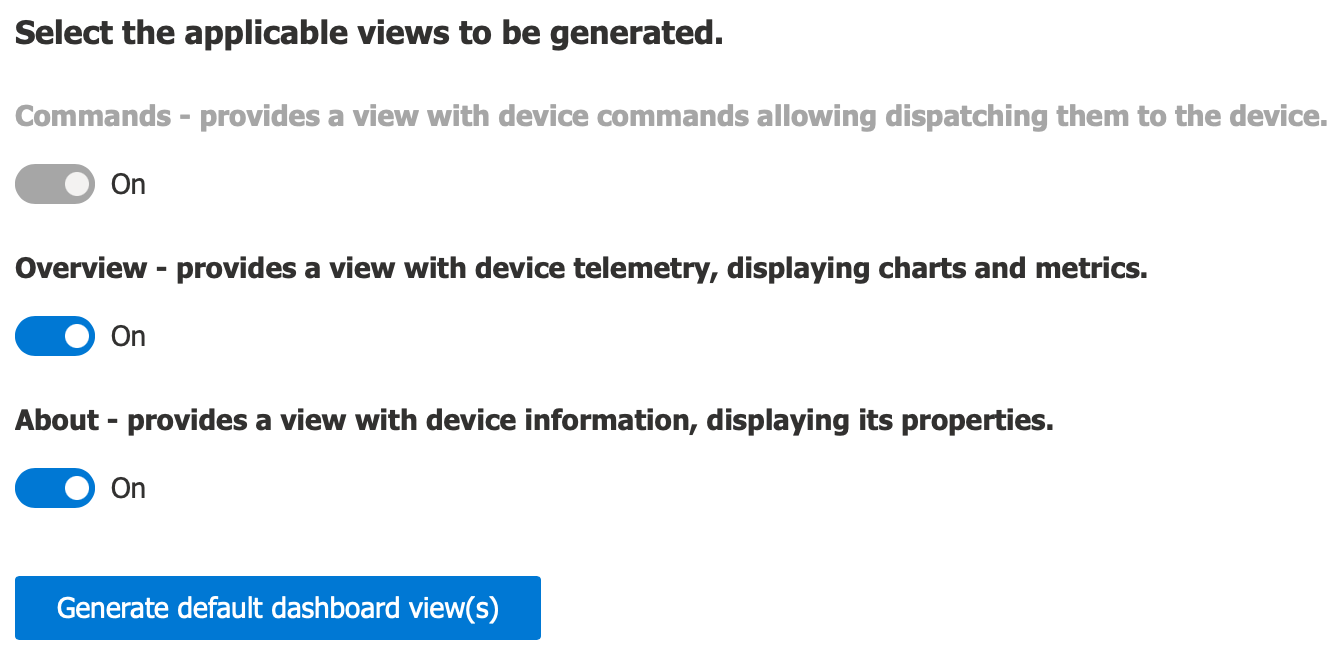 Select the applicable views to be generated.
Commands - provides a view with device commands allowing dispatching them to the device.
On
Overview - provides a view with device telemetry, displaying charts and metrics.
On
About - provides a view with device information, displaying its properties.
On
Generate default dashboard view(s)